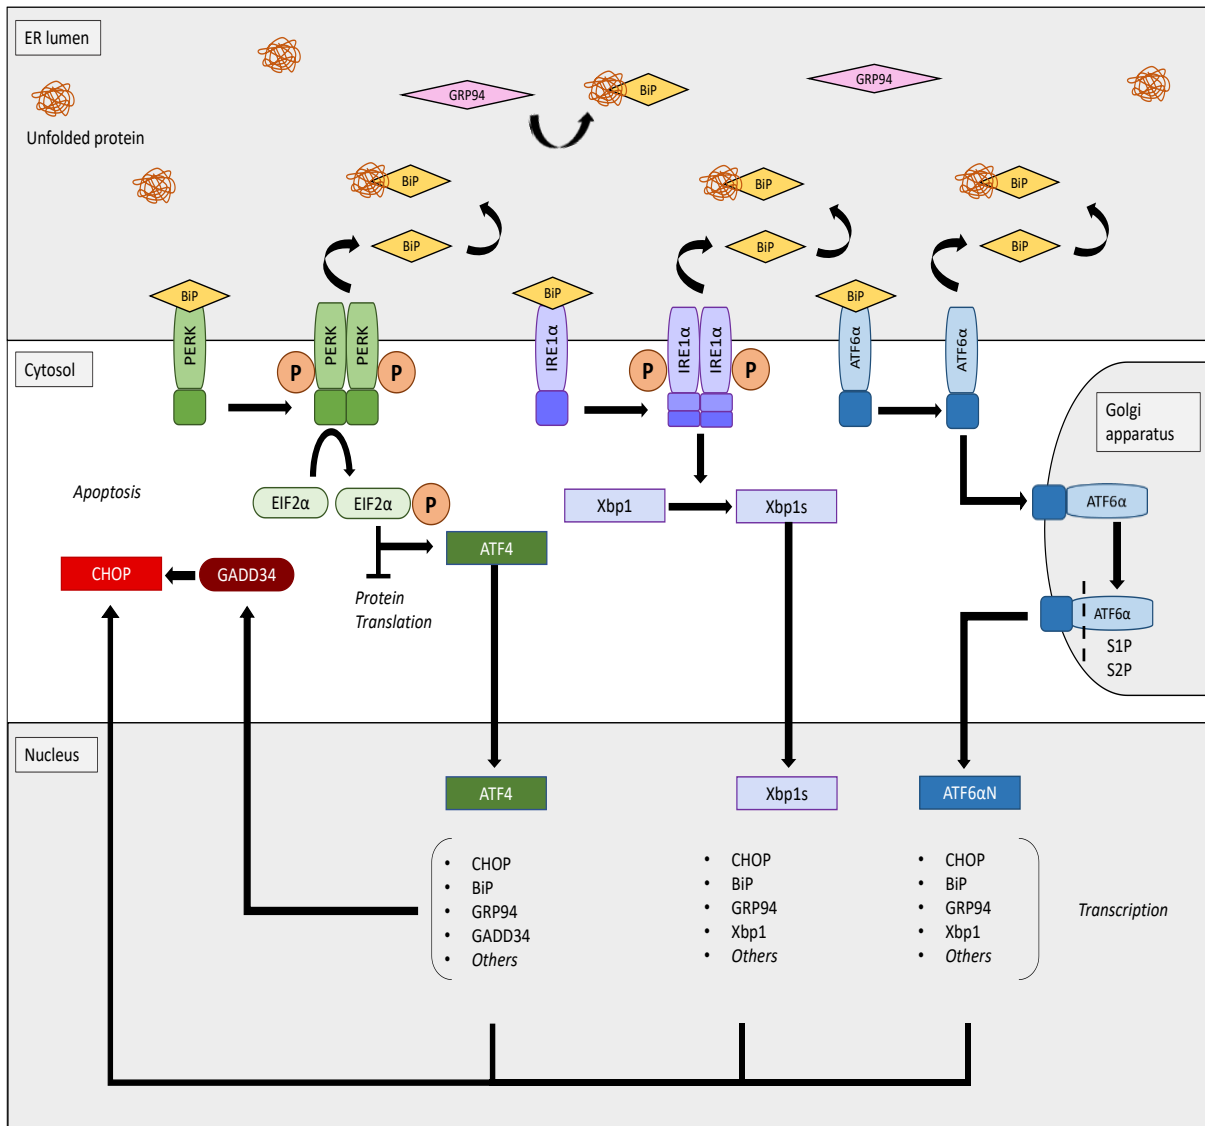 ER lumen
GRP94
BiP
GRP94
Unfolded protein
BiP
BiP
BiP
BiP
BiP
BiP
BiP
BiP
BiP
PERK
PERK
PERK
IRE1α
IRE1α
IRE1α
ATF6α
ATF6α
Cytosol
P
P
P
P
Golgi
apparatus
Apoptosis
EIF2α
EIF2α
P
Xbp1
Xbp1s
ATF6α
CHOP
GADD34
ATF4
Protein
Translation
ATF6α
S1P
S2P
Nucleus
ATF4
Xbp1s
ATF6αN
• CHOP
• BiP
• GRP94
• GADD34
• Others
• CHOP
• BiP
• GRP94
• Xbp1
• Others
• CHOP
• BiP
• GRP94
• Xbp1
• Others
Transcription